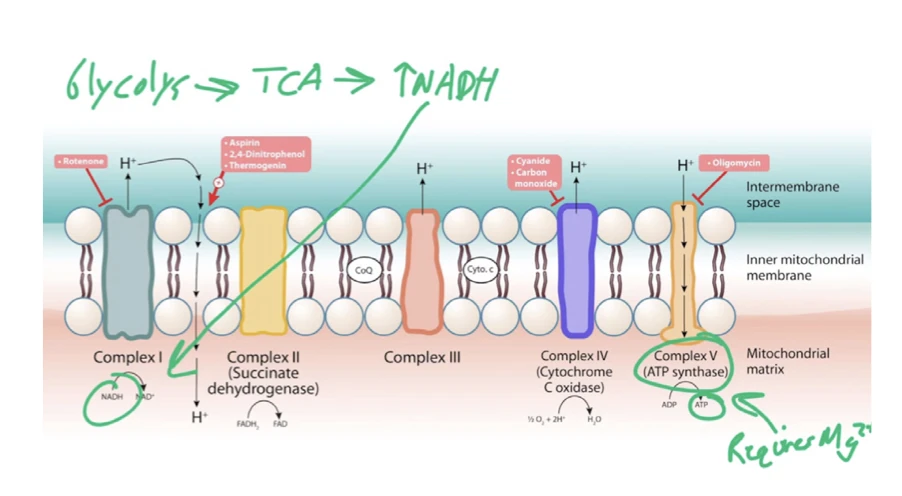 Glycolys → TCA → ↑NADH
• Rotenone
H⁺
• Aspirin
• 2,4-Dinitrophenol
• Thermogenin
+
H⁺
• Cyanide
• Carbon
monoxide
H⁺
H⁺
• Oligomycin
Intermembrane
space
CoQ
Cyto. c
Inner mitochondrial
membrane
Complex I
Complex II
(Succinate
dehydrogenase)
Complex III
Complex IV
(Cytochrome
C oxidase)
Complex V
(ATP synthase)
Mitochondrial
matrix
NADH NAD⁺
H⁺
FADH₂ FAD
½ O₂ + 2H⁺ H₂O
ADP ATP
Requires Mg²⁺